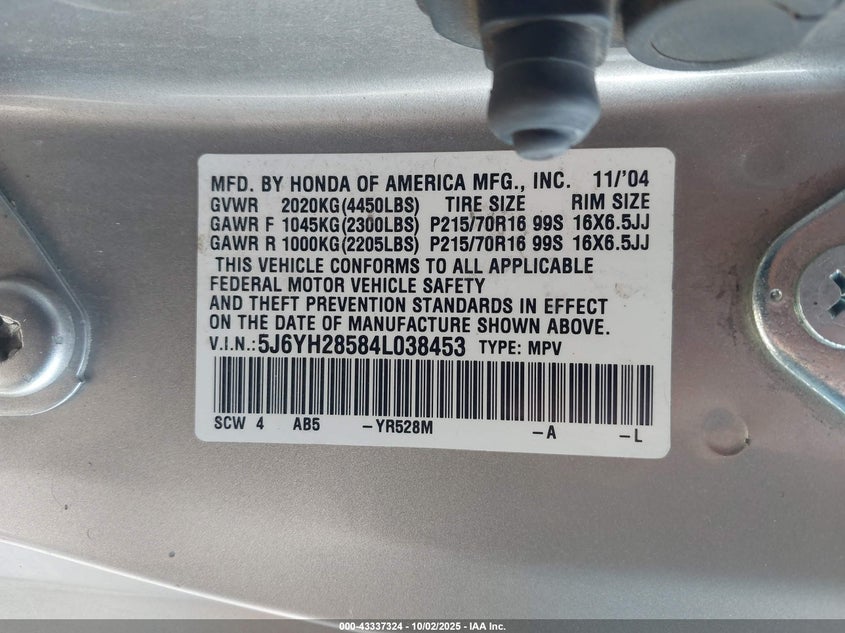 MFD. BY HONDA OF AMERICA MFG., INC. 11/'04
GVWR 2020KG(4450LBS) TIRE SIZE RIM SIZE
GAWR F 1045KG(2300LBS) P215/70R16 99S 16X6.5JJ
GAWR R 1000KG(2205LBS) P215/70R16 99S 16X6.5JJ
THIS VEHICLE CONFORMS TO ALL APPLICABLE
FEDERAL MOTOR VEHICLE SAFETY
AND THEFT PREVENTION STANDARDS IN EFFECT
ON THE DATE OF MANUFACTURE SHOWN ABOVE.
V.I.N.:5J6YH28584L038453 TYPE: MPV
SCW 4 AB5 -YR528M -A -L
000-43337324 | 10/02/2025 - IAA Inc.